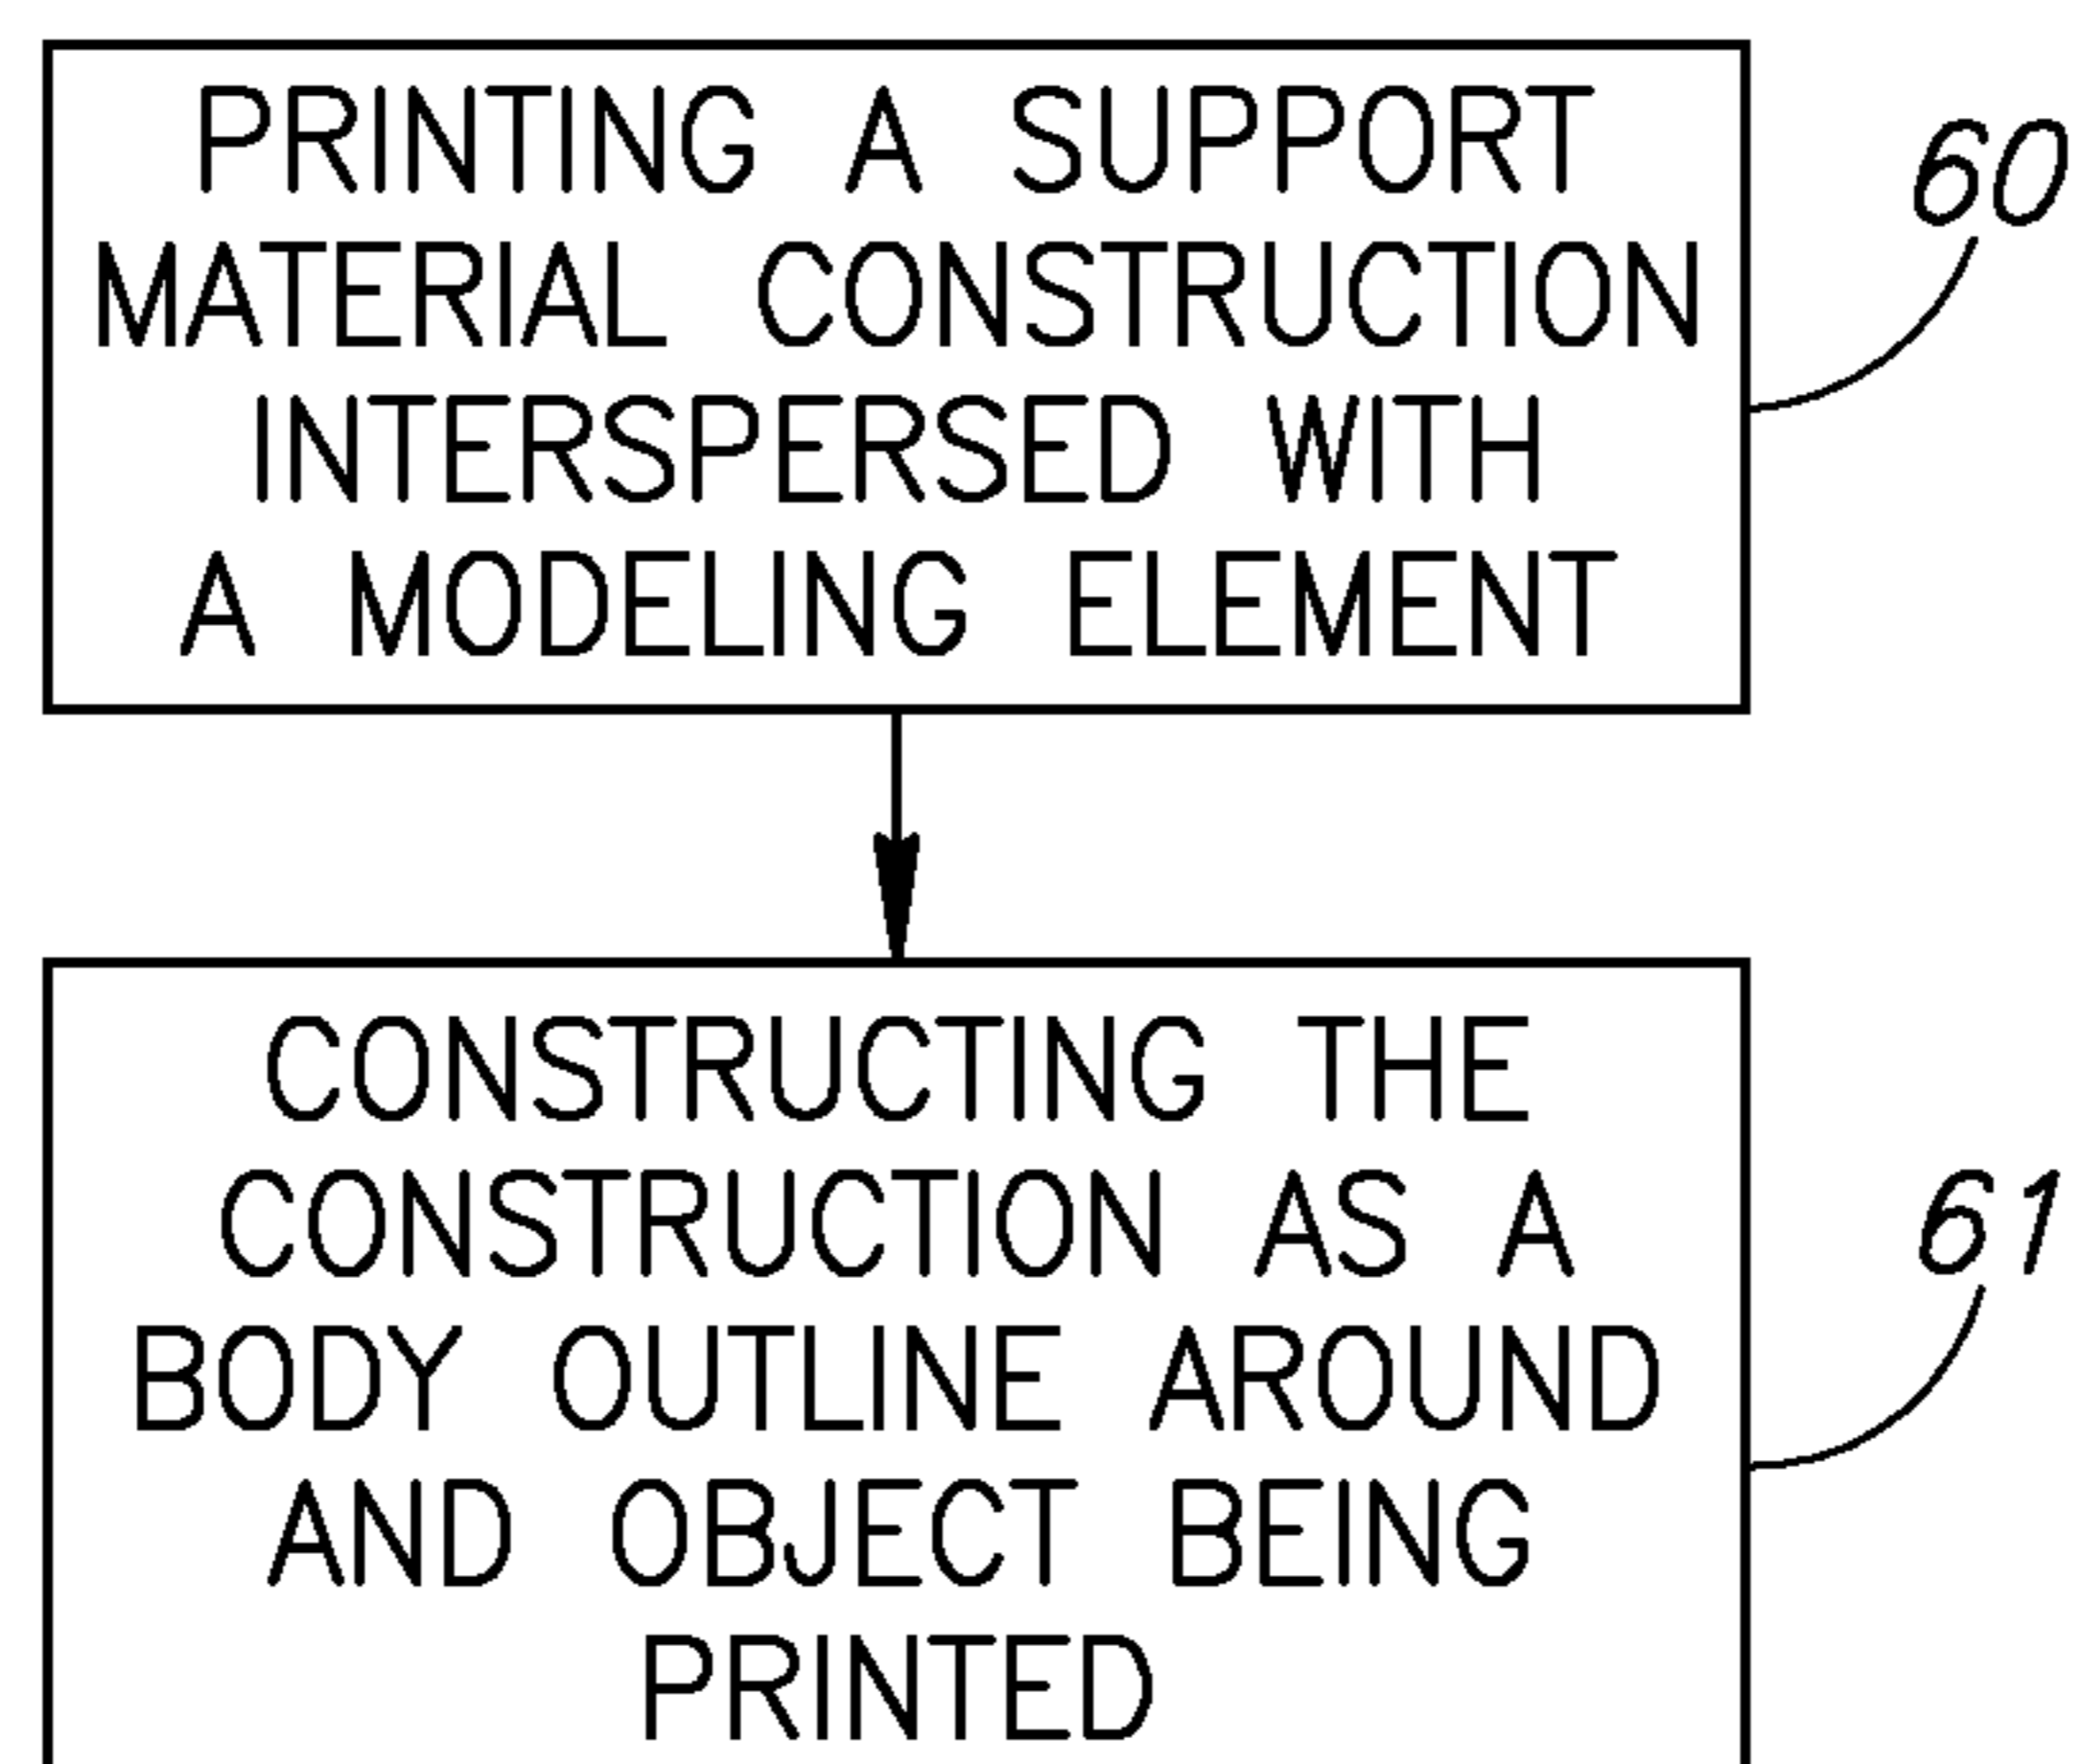 PRINTING A SUPPORT
MATERIAL CONSTRUCTION
INTERSPERSED WITH
A MODELING ELEMENT
60
CONSTRUCTING THE
CONSTRUCTION AS A
BODY OUTLINE AROUND
AND OBJECT BEING
PRINTED
61